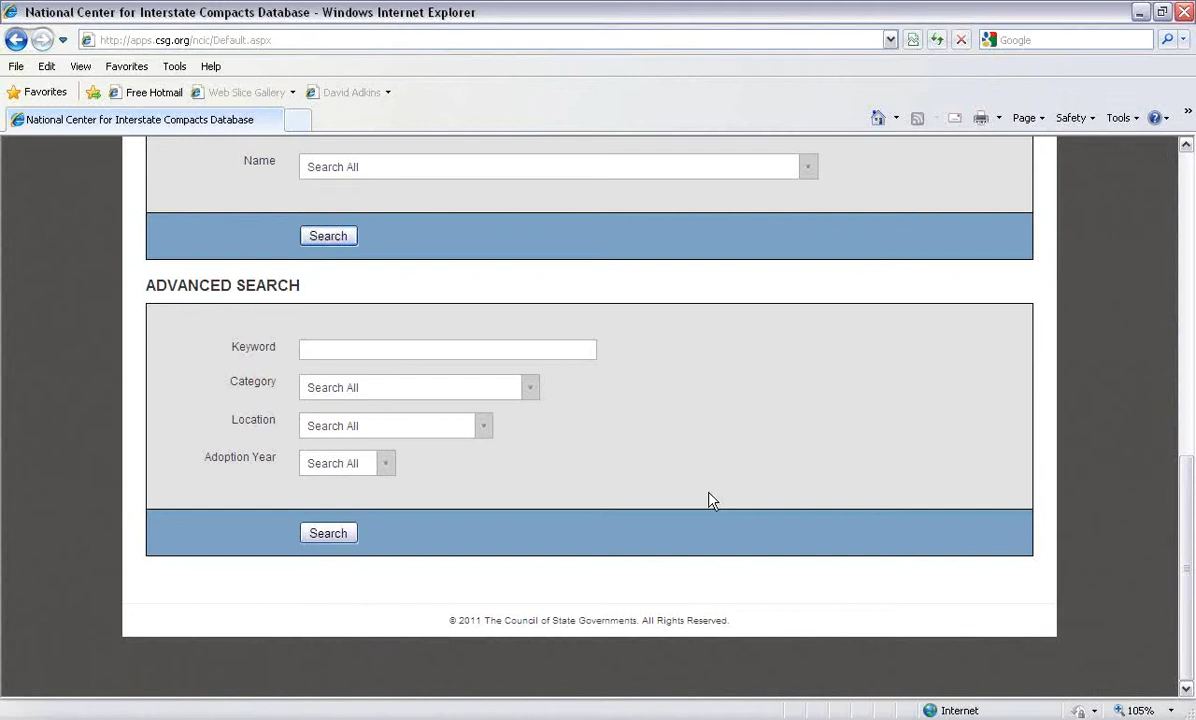 National Center for Interstate Compacts Database - Windows Internet Explorer
http://apps.csg.org/ncic/Default.aspx
Google
File Edit View Favorites Tools Help
Favorites Free Hotmail Web Slice Gallery David Adkins
National Center for Interstate Compacts Database
Page Safety Tools »
Name Search All
Search
ADVANCED SEARCH
Keyword
Category Search All
Location Search All
Adoption Year Search All
Search
© 2011 The Council of State Governments. All Rights Reserved.
Internet 105%